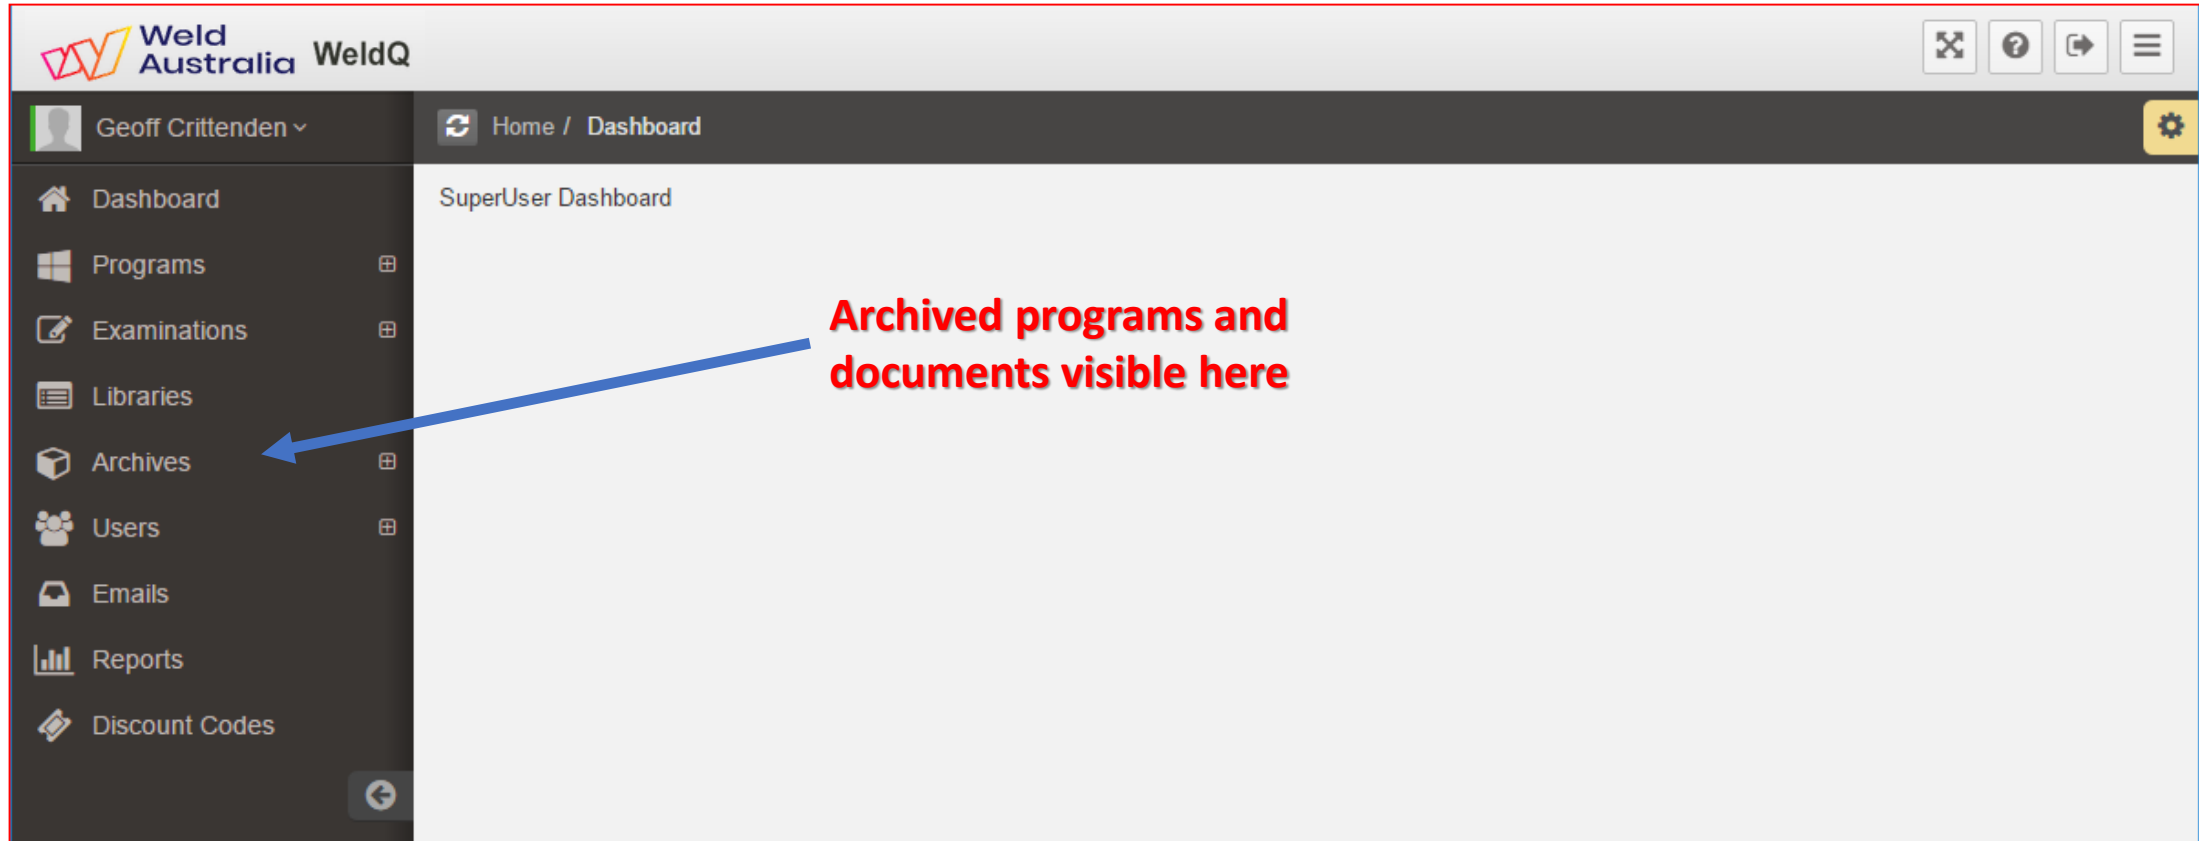 Weld
Australia WeldQ
Geoff Crittenden
Home / Dashboard
Dashboard
SuperUser Dashboard
Programs
Examinations
Archived programs and
documents visible here
Libraries
Archives
Users
Emails
Reports
Discount Codes